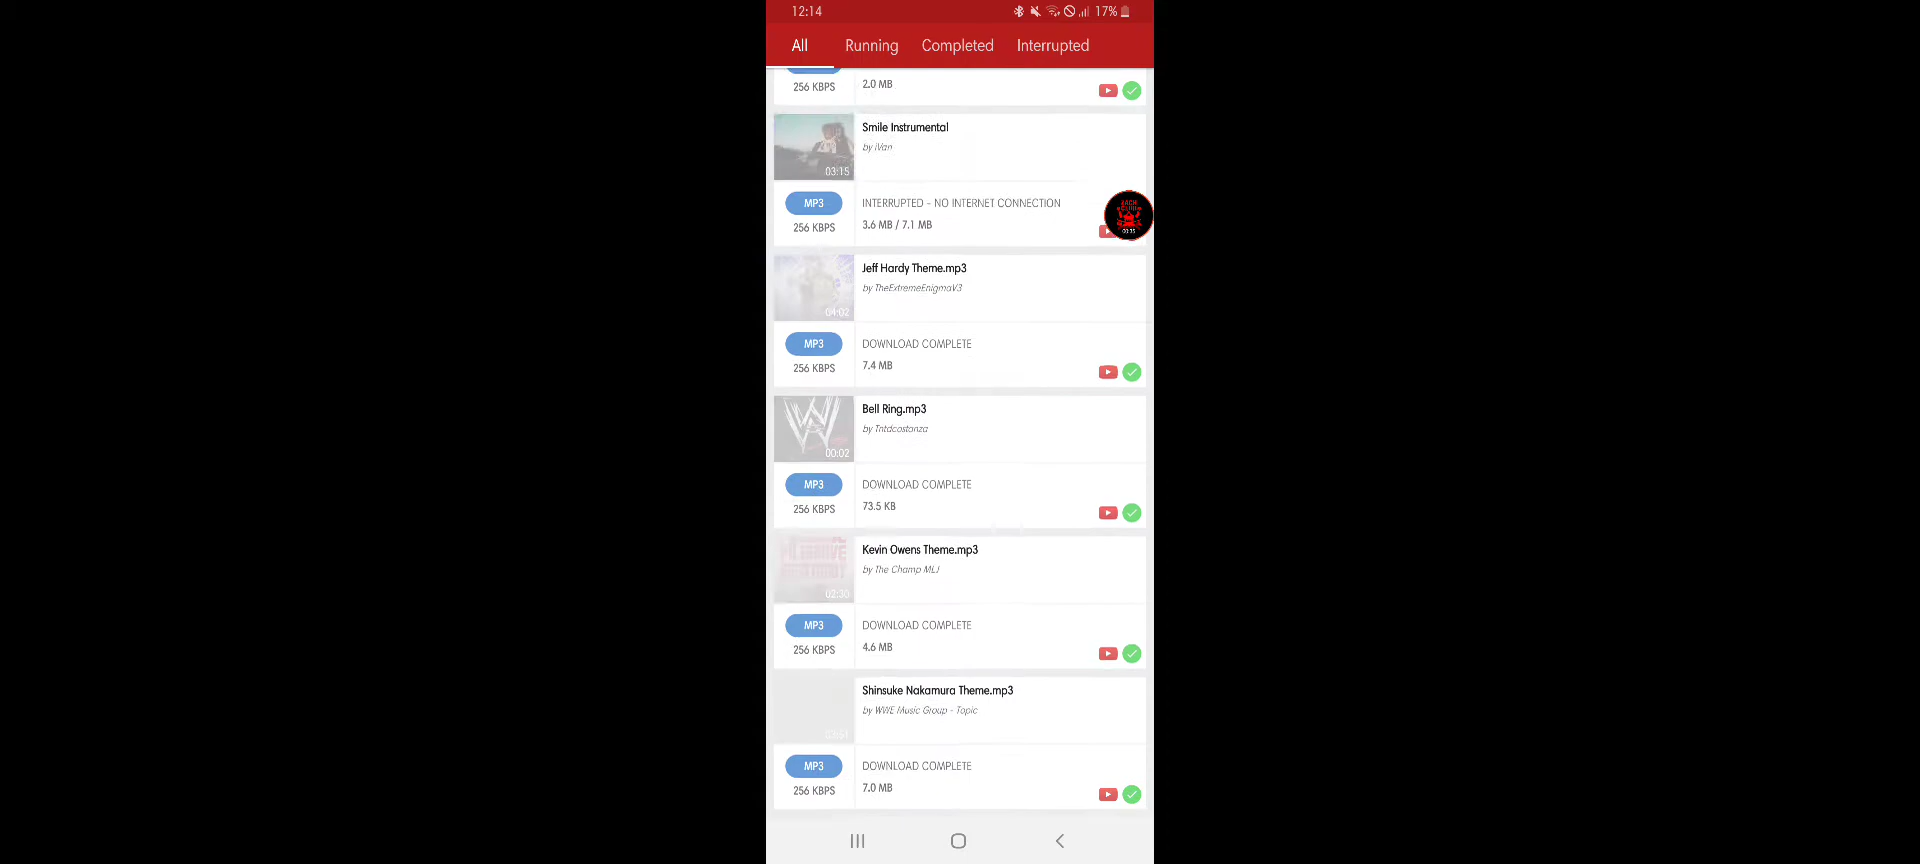 12:14 17%
All Running Completed Interrupted
256 KBPS 2.0 MB
Smile Instrumental
by iVan
03:15
MP3 INTERRUPTED - NO INTERNET CONNECTION
256 KBPS 3.6 MB / 7.1 MB
00:35
Jeff Hardy Theme.mp3
by TheExtremeEnigmaV3
04:02
MP3 DOWNLOAD COMPLETE
256 KBPS 7.4 MB
Bell Ring.mp3
by Tntdcostanza
00:02
MP3 DOWNLOAD COMPLETE
256 KBPS 73.5 KB
Kevin Owens Theme.mp3
by The Champ MLJ
02:30
MP3 DOWNLOAD COMPLETE
256 KBPS 4.6 MB
Shinsuke Nakamura Theme.mp3
by WWE Music Group - Topic
MP3 DOWNLOAD COMPLETE
256 KBPS 7.0 MB